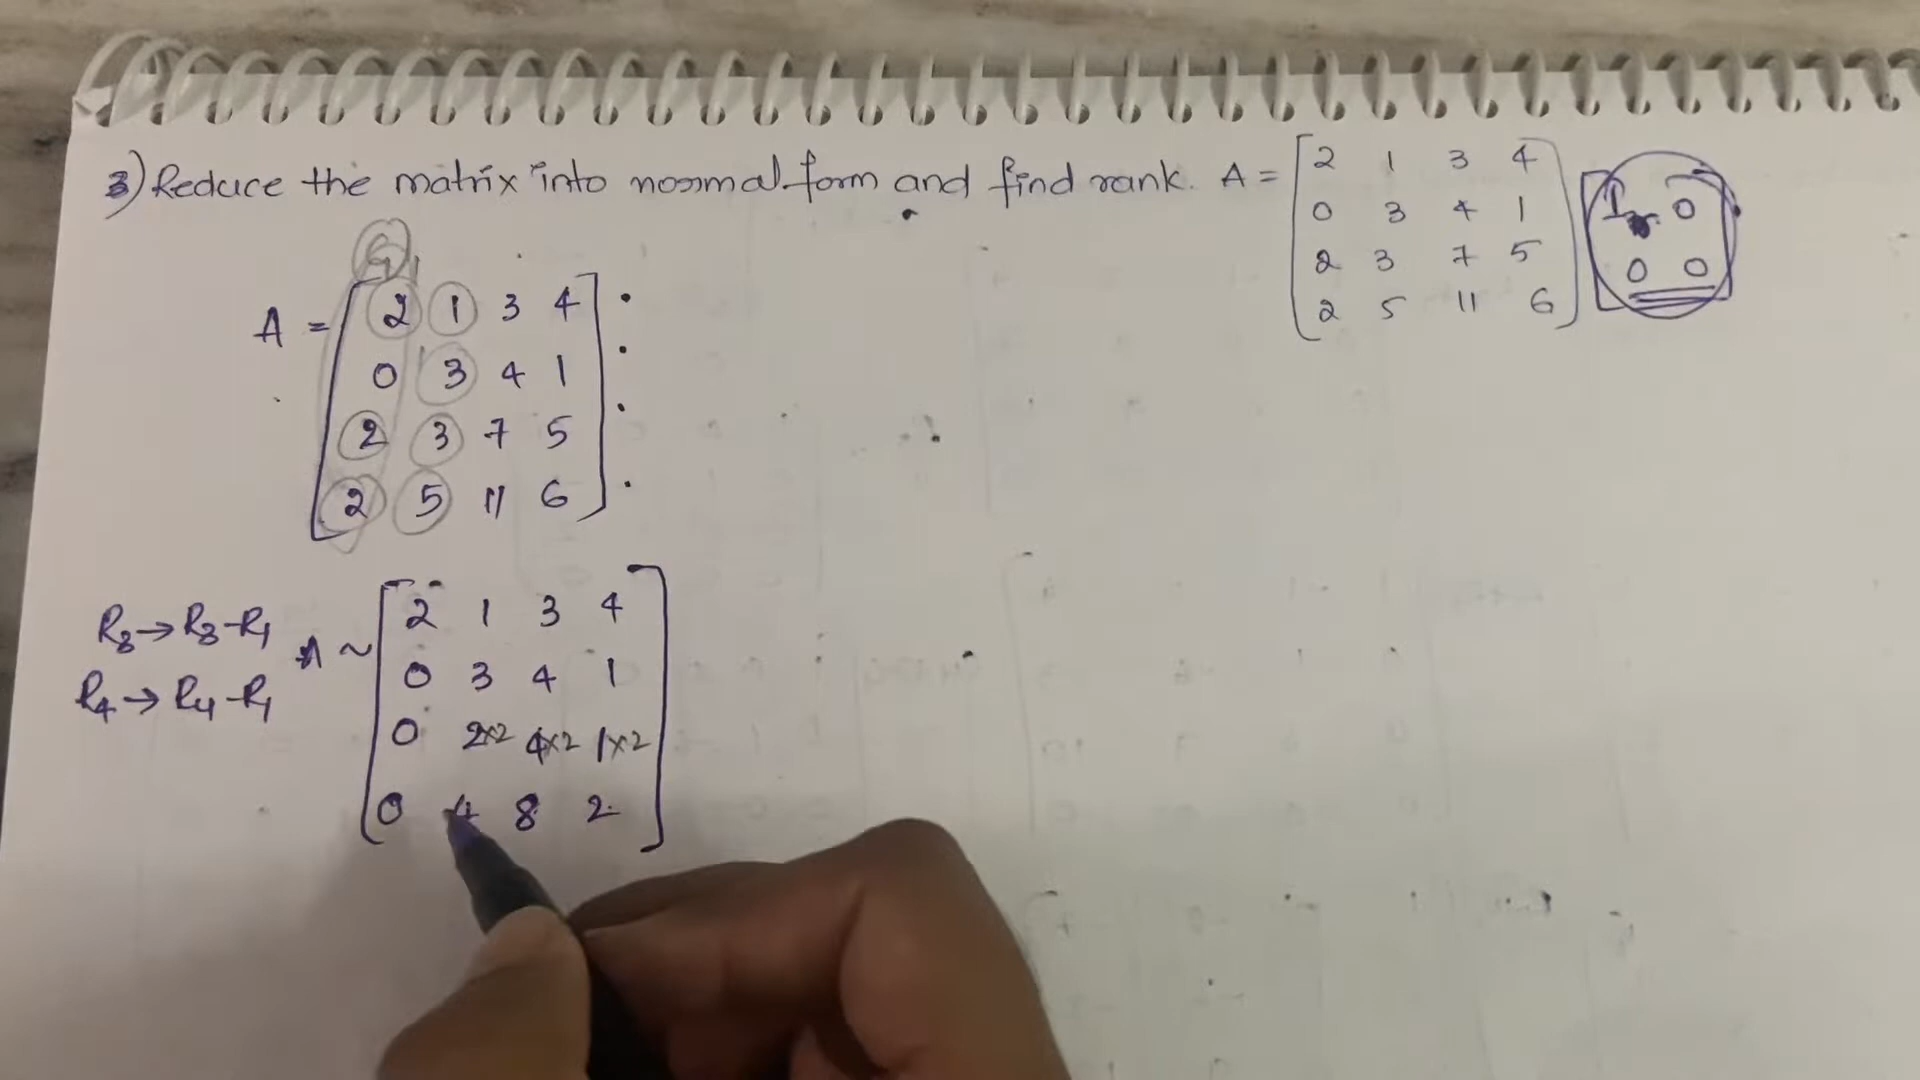 3) Reduce the matrix into normal form and find rank. A =
2 1 3 4
0 3 4 1
2 3 7 5
2 5 11 6
I r 0
0 0
C1
A =
2 1 3 4
0 3 4 1
2 3 7 5
2 5 11 6
R3→R3-R1
R4→R4-R1
A ~
2 1 3 4
0 3 4 1
0 2×2 4×2 1×2
0 4 8 2